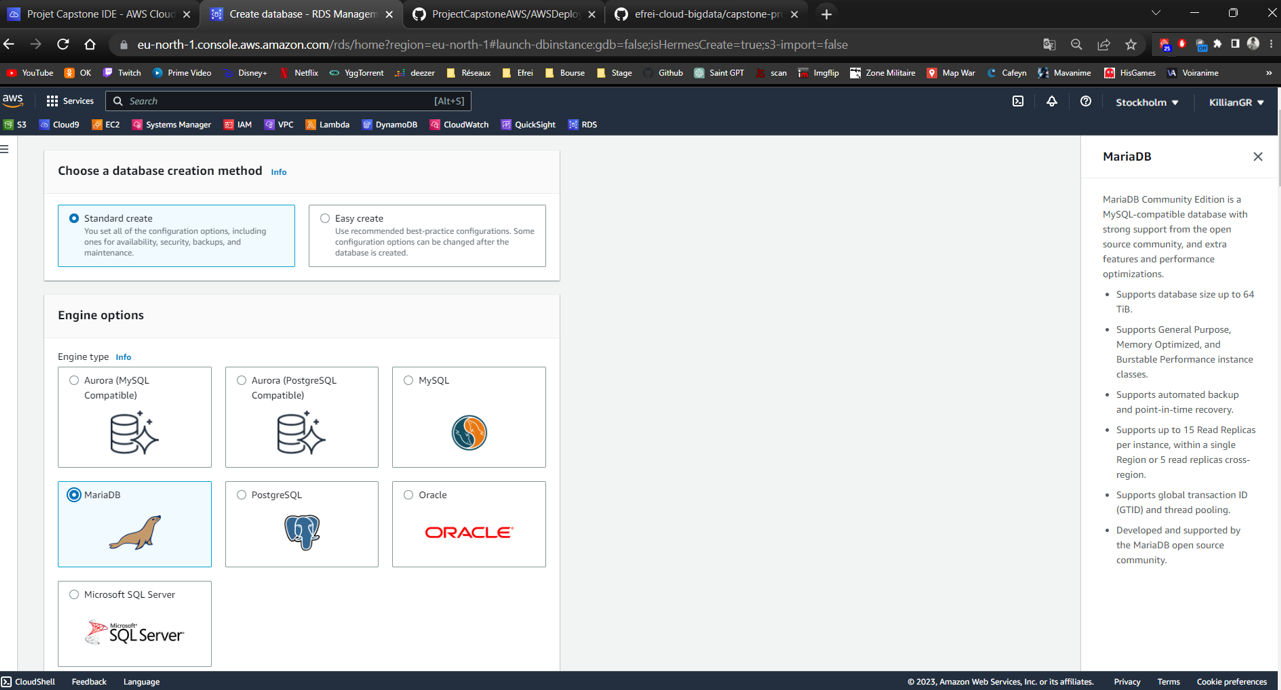 Projet Capstone IDE - AWS Cloud
Create database - RDS Managem
ProjectCapstoneAWS/AWSDeploy
efrei-cloud-bigdata/capstone-pro
eu-north-1.console.aws.amazon.com/rds/home?region=eu-north-1#launch-dbinstance:gdb=false;isHermesCreate=true;s3-import=false
YouTube OK Twitch Prime Video Disney+ Netflix YggTorrent deezer Réseaux Efrei Bourse Stage Github Saint GPT scan Imgflip Zone Militaire Map War Cafeyn Mavanime HisGames Voiranime »
aws Services Search [Alt+S] Stockholm KillianGR
S3 Cloud9 EC2 Systems Manager IAM VPC Lambda DynamoDB CloudWatch QuickSight RDS
Choose a database creation method Info
Standard create
You set all of the configuration options, including
ones for availability, security, backups, and
maintenance.
Easy create
Use recommended best-practice configurations. Some
configuration options can be changed after the
database is created.
Engine options
Engine type Info
Aurora (MySQL
Compatible)
Aurora (PostgreSQL
Compatible)
MySQL
MariaDB
PostgreSQL
Oracle
ORACLE
Microsoft SQL Server
Microsoft
SQL Server
MariaDB
MariaDB Community Edition is a
MySQL-compatible database with
strong support from the open
source community, and extra
features and performance
optimizations.
• Supports database size up to 64
TiB.
• Supports General Purpose,
Memory Optimized, and
Burstable Performance instance
classes.
• Supports automated backup
and point-in-time recovery.
• Supports up to 15 Read Replicas
per instance, within a single
Region or 5 read replicas cross-
region.
• Supports global transaction ID
(GTID) and thread pooling.
• Developed and supported by
the MariaDB open source
community.
CloudShell Feedback Language © 2023, Amazon Web Services, Inc. or its affiliates. Privacy Terms Cookie preferences